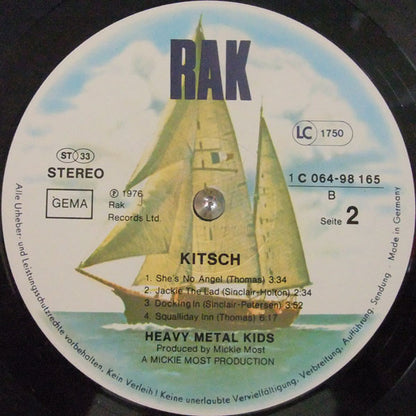 RAK
LC 1750
ST 33
STEREO
GEMA
℗ 1976
Rak
Records Ltd.
1 C 064-98 165
B
Seite 2
KITSCH
1. She's No Angel (Thomas) 3:34
2. Jackie The Lad (Sinclair-Holton) 2:34
3. Docking In (Sinclair-Petersen) 3:52
4. Squalliday Inn (Thomas) 6:17
HEAVY METAL KIDS
Produced by Mickie Most
A MICKIE MOST PRODUCTION
Alle Urheber- und Leistungsschutzrechte vorbehalten. Kein Verleih! Keine unerlaubte Vervielfältigung, Verbreitung, Aufführung, Sendung. Made in Germany